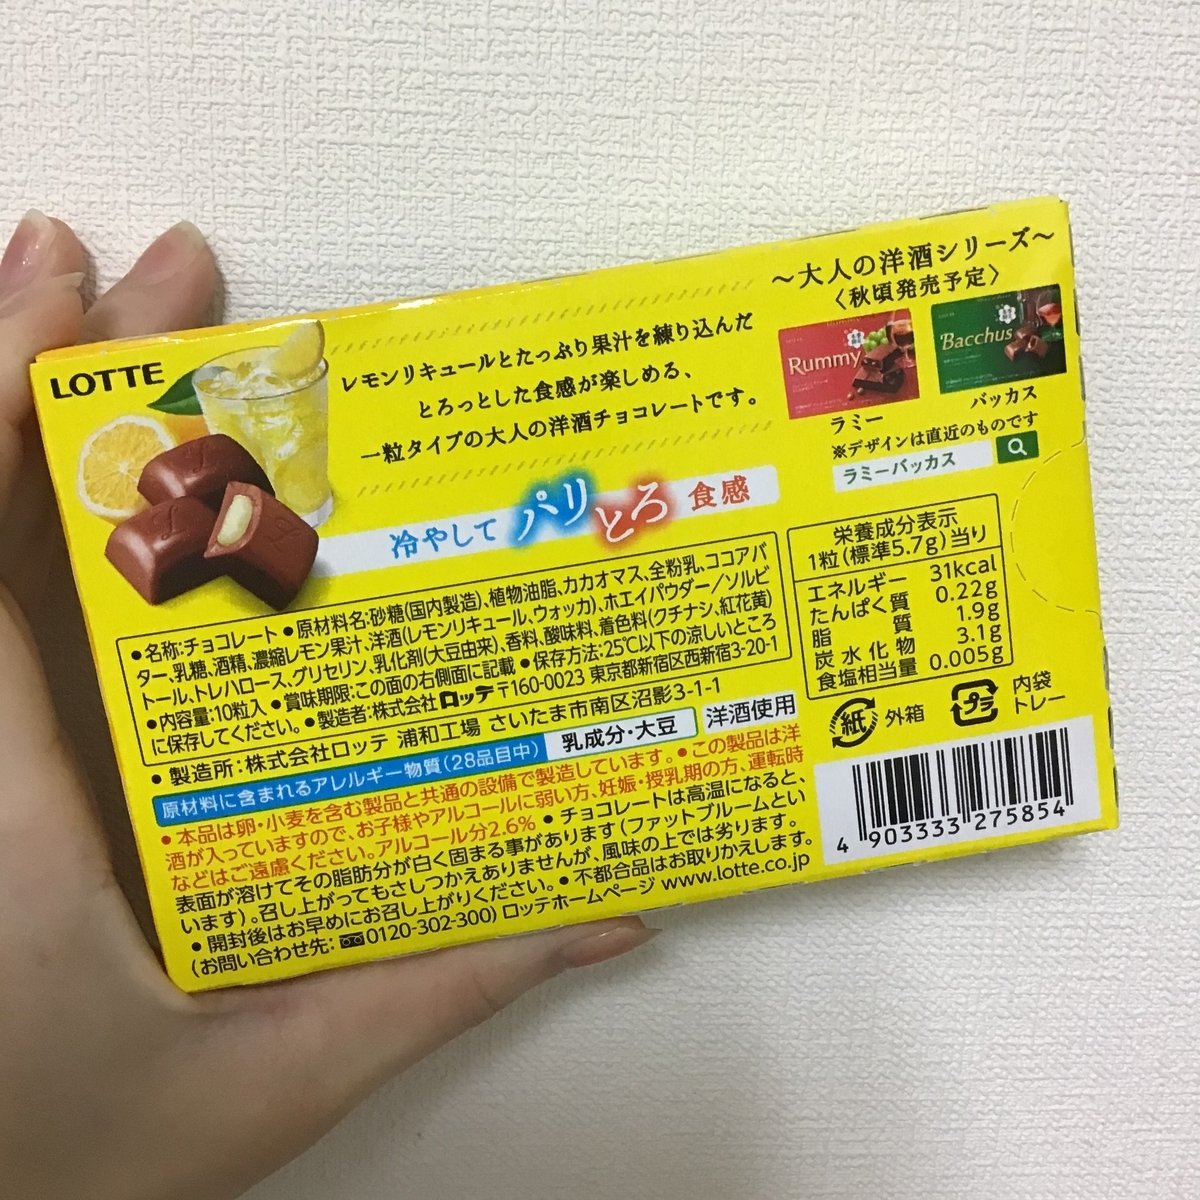 LOTTE
レモンリキュールとたっぷり果汁を練り込んだ
とろっとした食感が楽しめる、
一粒タイプの大人の洋酒チョコレートです。
冷やして パリとろ 食感
～大人の洋酒シリーズ～
〈秋頃発売予定〉
Rummy
Bacchus
ラミー
バッカス
※デザインは直近のものです
ラミーバッカス
●名称:チョコレート ●原材料名:砂糖(国内製造)、植物油脂、カカオマス、全粉乳、ココアバ
ター、乳糖、酒精、濃縮レモン果汁、洋酒(レモンリキュール、ウォッカ)、ホエイパウダー/ソルビ
トール、トレハロース、グリセリン、乳化剤(大豆由来)、香料、酸味料、着色料(クチナシ、紅花黄)
●内容量:10粒入 ●賞味期限:この面の右側面に記載 ●保存方法:25℃以下の涼しいところ
に保存してください。 ●製造者:株式会社 ロッテ 〒160-0023 東京都新宿区西新宿3-20-1
● 製造所:株式会社ロッテ 浦和工場 さいたま市南区沼影3-1-1
原材料に含まれるアレルギー物質(28品目中) 乳成分・大豆 洋酒使用
●本品は卵・小麦を含む製品と共通の設備で製造しています。●この製品は洋
酒が入っていますので、お子様やアルコールに弱い方、妊娠・授乳期の方、運転時
などはご遠慮ください。アルコール分2.6% ●チョコレートは高温になると、
表面が溶けてその脂肪分が白く固まる事があります(ファットブルームとい
います)。召し上がってもさしつかえありませんが、風味の上では劣ります。
●開封後はお早めにお召し上がりください。●不都合品はお取りかえします。
(お問い合わせ先: 0120-302-300) ロッテホームページ www.lotte.co.jp
栄養成分表示
1粒(標準5.7g)当り
エネルギー 31kcal
たんぱく質 0.22g
脂質 1.9g
炭水化物 3.1g
食塩相当量 0.005g
紙 外箱
プラ 内袋
トレー
4 903333 275854